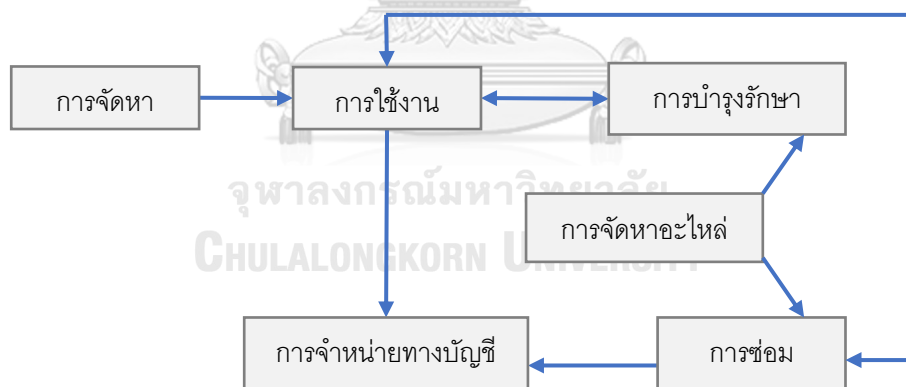 การจัดหา
การใช้งาน
การบำรุงรักษา
จุฬาลงกรณ์มหาวิทยาลัย
การจัดหาอะไหล่
CHULALONGKORN UNIVERSITY
การจำหน่ายทางบัญชี
การซ่อม